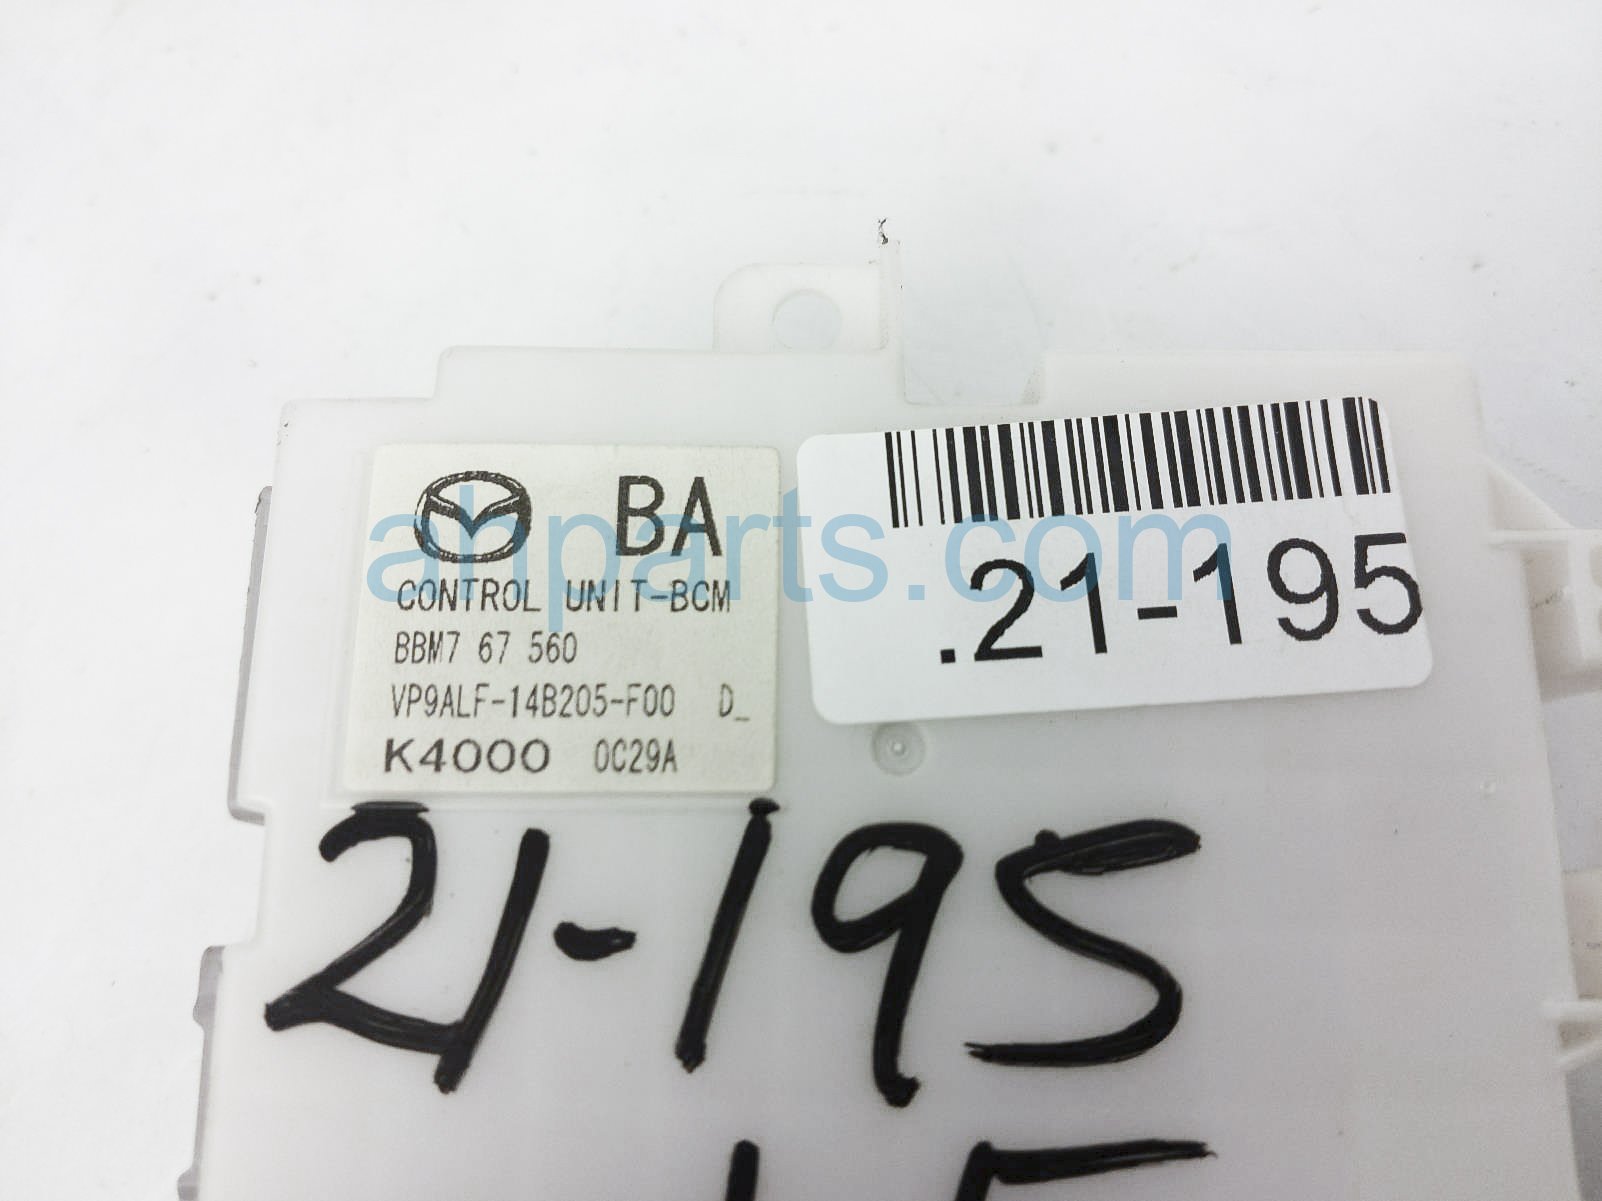 BA
CONTROL UNIT-BCM
BBM7 67 560
VP9ALF-14B205-F00 D_
K4000 0C29A
.21-195
ahparts.com
21-195